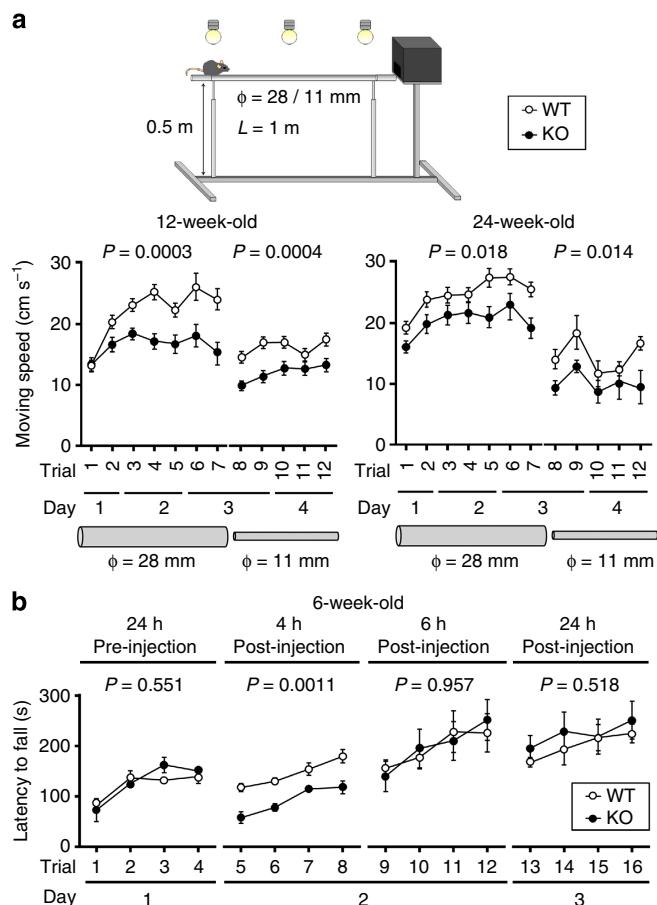 a
φ = 28 / 11 mm
0.5 m
L = 1 m
WT
KO
12-week-old
24-week-old
P = 0.0003
P = 0.0004
P = 0.018
P = 0.014
Moving speed (cm s⁻¹)
30
20
10
0
30
20
10
0
Trial 1 2 3 4 5 6 7 8 9 10 11 12
Trial 1 2 3 4 5 6 7 8 9 10 11 12
Day 1 2 3 4
Day 1 2 3 4
φ = 28 mm φ = 11 mm
φ = 28 mm φ = 11 mm
b
6-week-old
24 h
Pre-injection
4 h
Post-injection
6 h
Post-injection
24 h
Post-injection
P = 0.551
P = 0.0011
P = 0.957
P = 0.518
Latency to fall (s)
300
200
100
0
WT
KO
Trial 1 2 3 4 5 6 7 8 9 10 11 12 13 14 15 16
Day 1 2 3